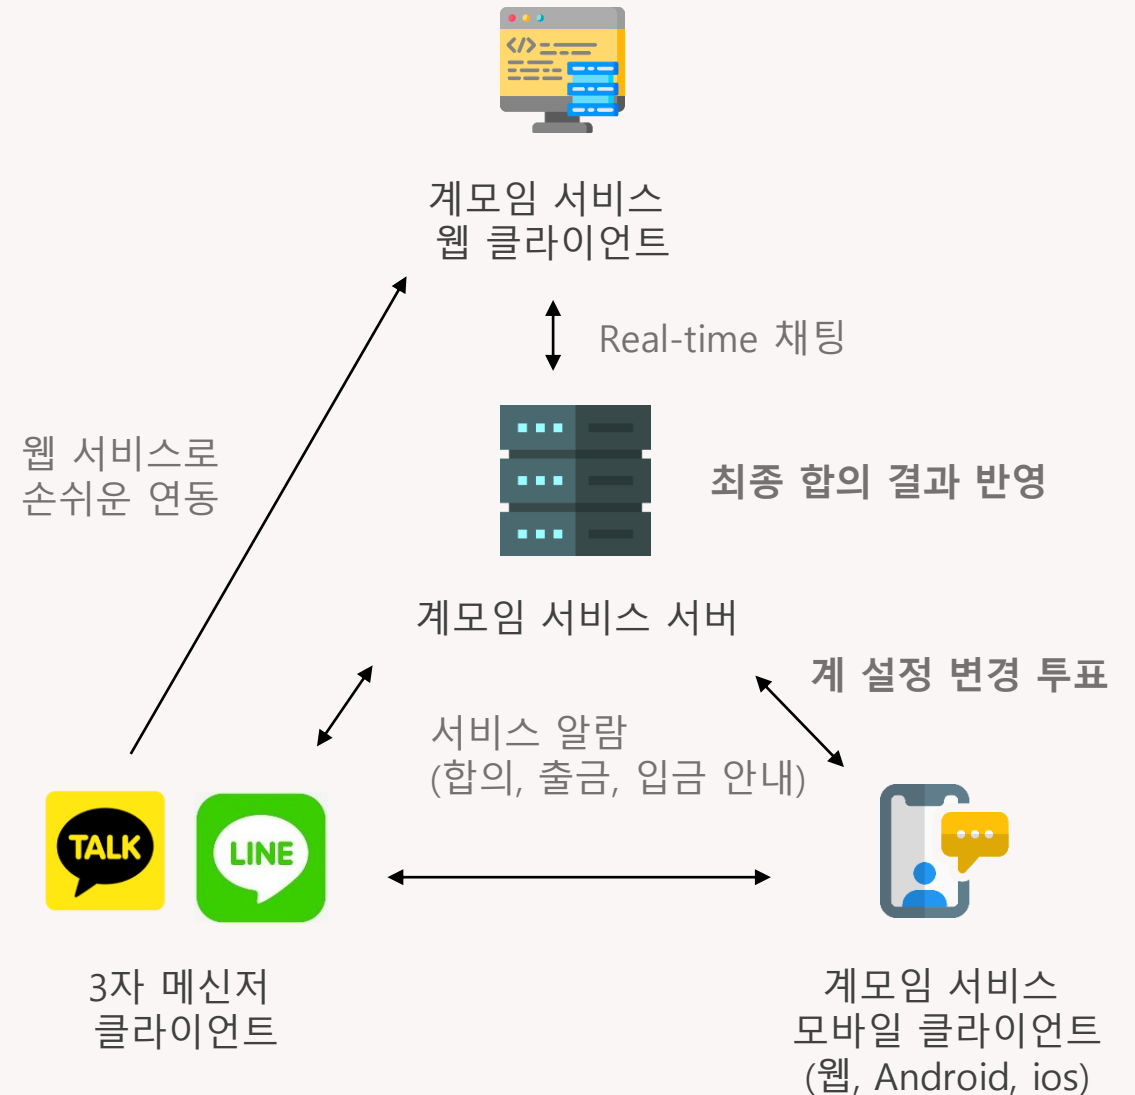 </>
계모임 서비스
웹 클라이언트
Real-time 채팅
웹 서비스로
손쉬운 연동
최종 합의 결과 반영
계모임 서비스 서버
계 설정 변경 투표
서비스 알람
(합의, 출금, 입금 안내)
TALK
LINE
3자 메신저
클라이언트
계모임 서비스
모바일 클라이언트
(웹, Android, ios)